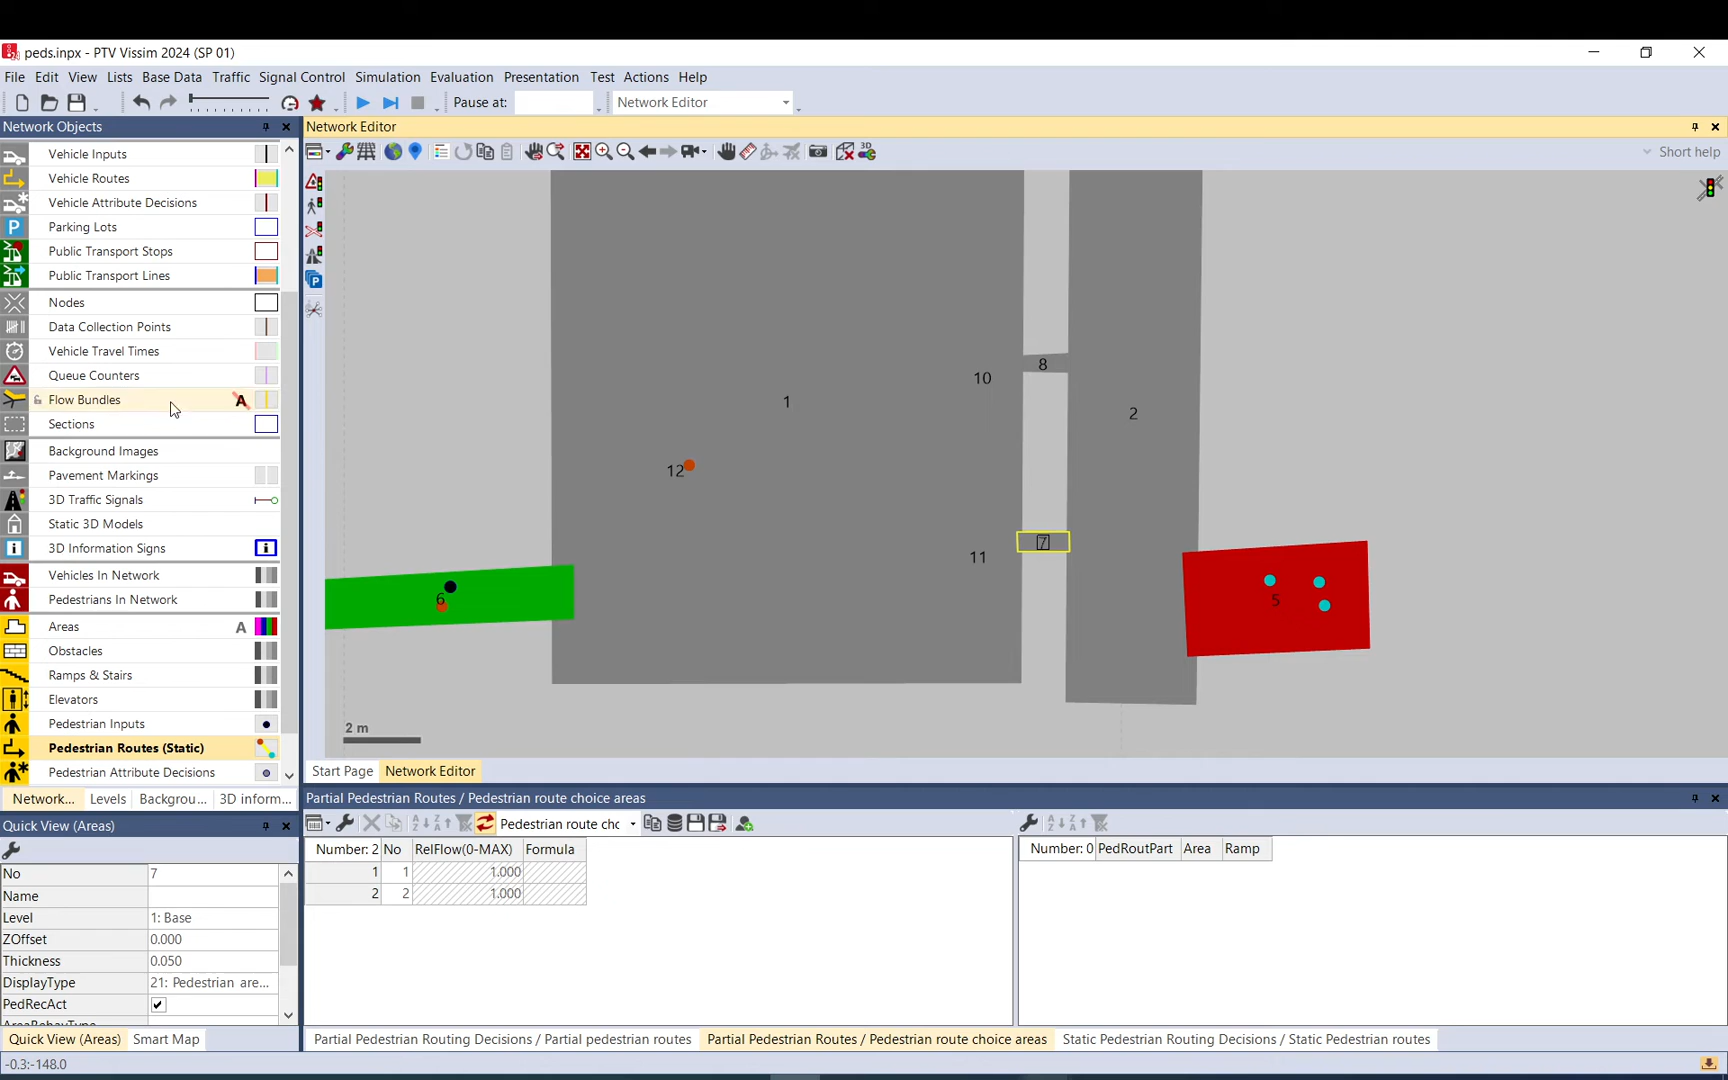 peds.inpx - PTV Vissim 2024 (SP 01)
File Edit View Lists Base Data Traffic Signal Control Simulation Evaluation Presentation Test Actions Help
Pause at: Network Editor
Network Objects
Network Editor
Short help
Vehicle Inputs
Vehicle Routes
Vehicle Attribute Decisions
Parking Lots
Public Transport Stops
Public Transport Lines
Nodes
Data Collection Points
Vehicle Travel Times
Queue Counters
Flow Bundles A
Sections
Background Images
Pavement Markings
3D Traffic Signals
Static 3D Models
3D Information Signs
Vehicles In Network
Pedestrians In Network
Areas A
Obstacles
Ramps & Stairs
Elevators
Pedestrian Inputs
Pedestrian Routes (Static)
Pedestrian Attribute Decisions
Network... Levels Backgrou... 3D inform...
8
10
1
2
12
7
11
6
5
2 m
Start Page Network Editor
Quick View (Areas)
No 7
Name
Level 1: Base
ZOffset 0.000
Thickness 0.050
DisplayType 21: Pedestrian are...
PedRecAct
Quick View (Areas) Smart Map
Partial Pedestrian Routes / Pedestrian route choice areas
Pedestrian route chc
Number: 2 No RelFlow(0-MAX) Formula
1 1 1.000
2 2 1.000
Number: 0 PedRoutPart Area Ramp
Partial Pedestrian Routing Decisions / Partial pedestrian routes Partial Pedestrian Routes / Pedestrian route choice areas Static Pedestrian Routing Decisions / Static Pedestrian routes
-0.3:-148.0